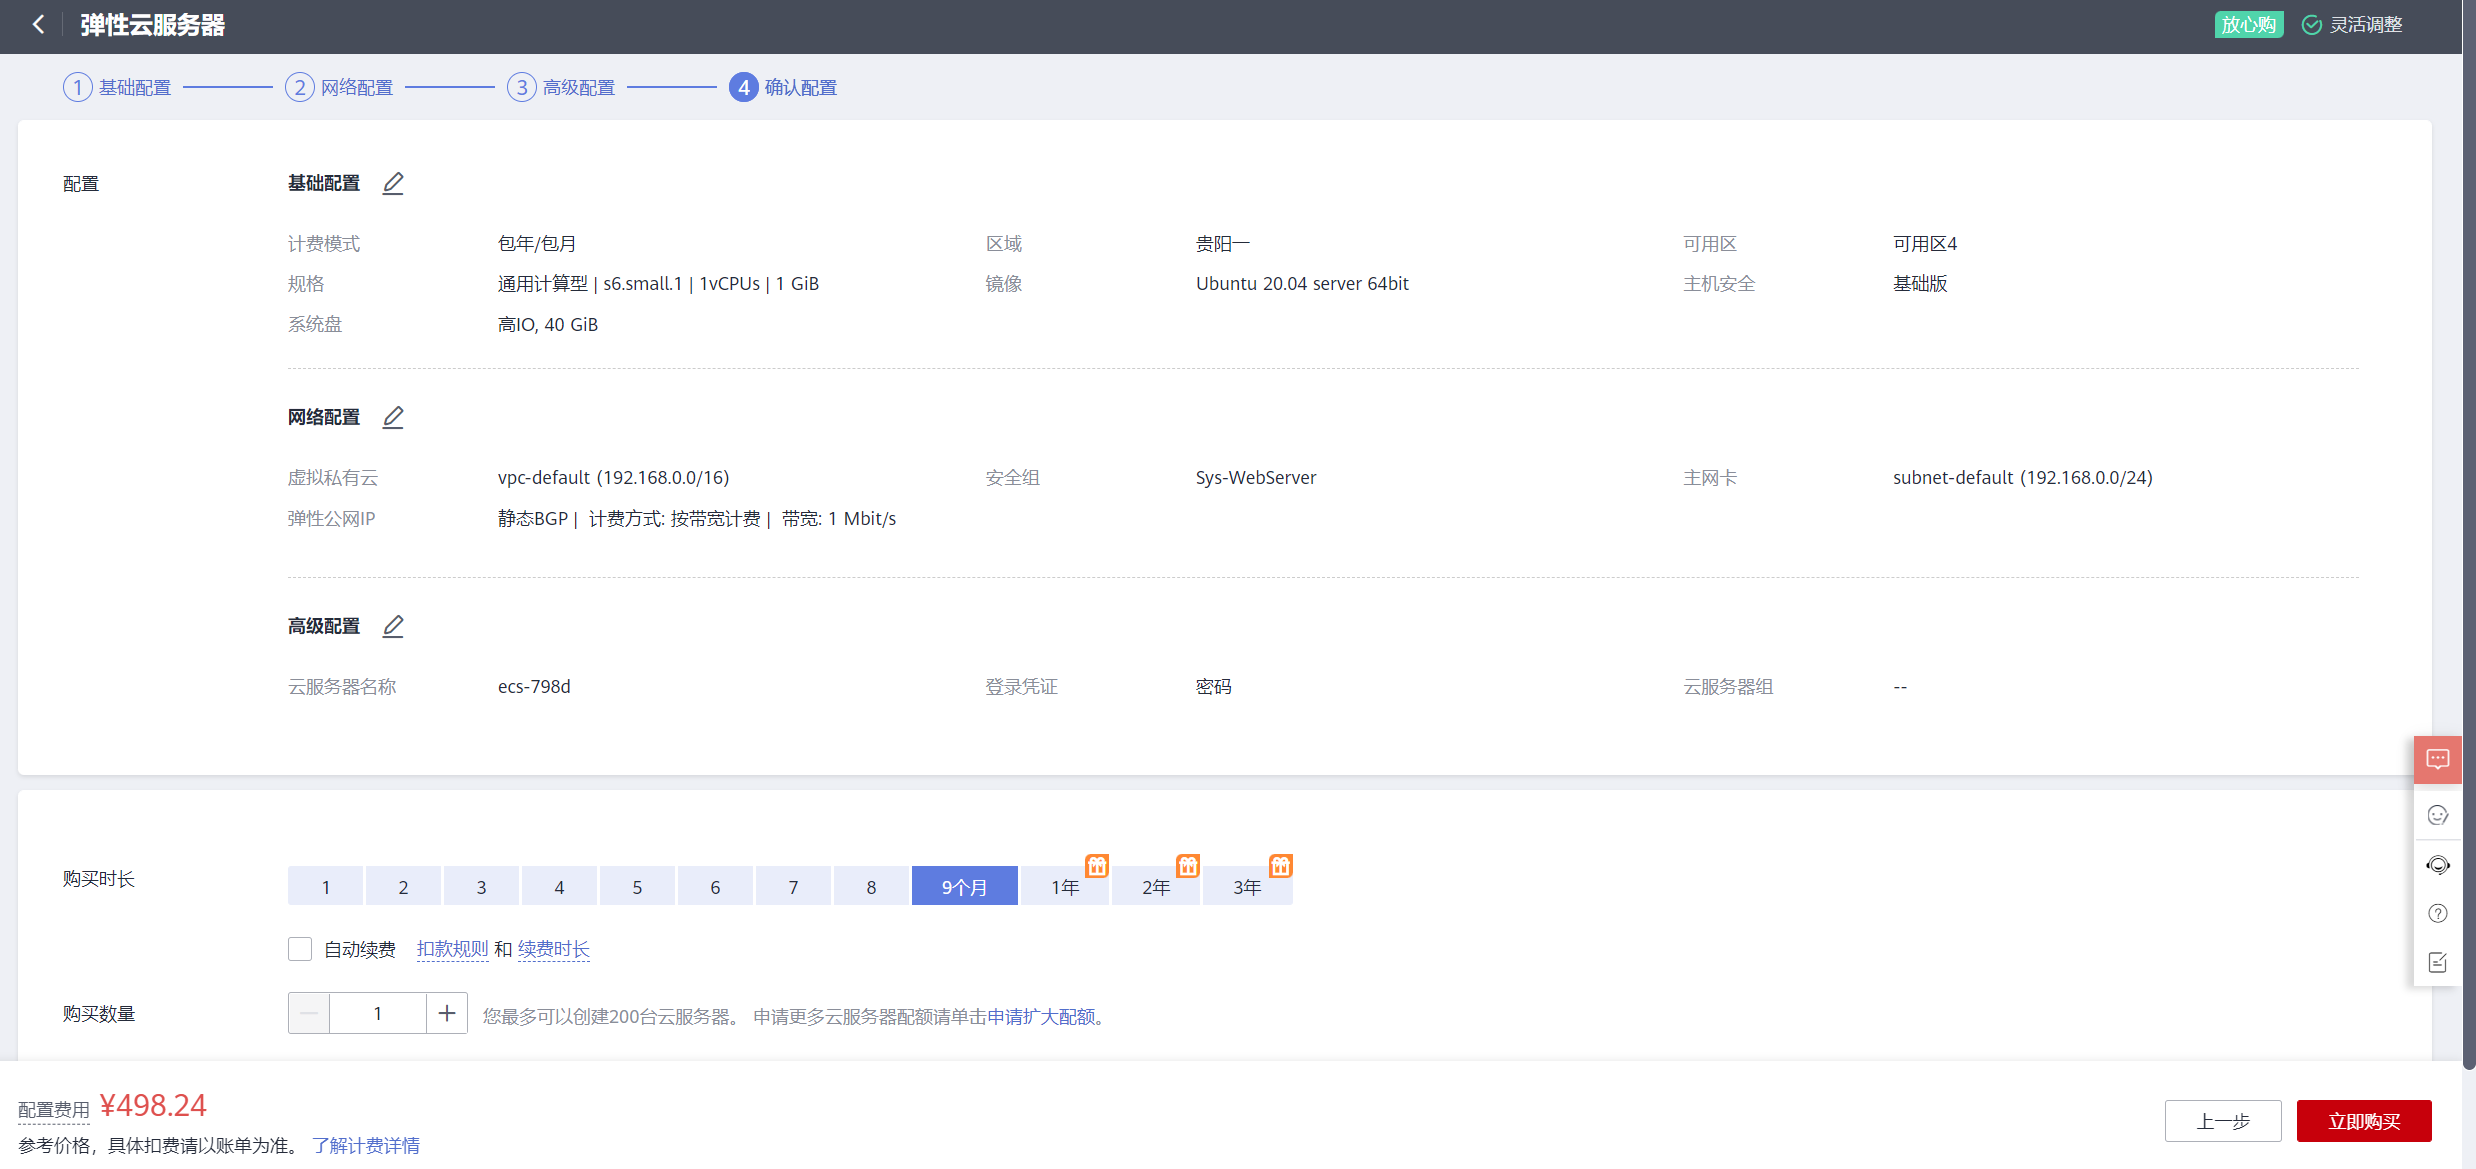 弹性云服务器
放心购 灵活调整
1 基础配置 2 网络配置 3 高级配置 4 确认配置
配置
基础配置
计费模式 包年/包月 区域 贵阳一 可用区 可用区4
规格 通用计算型 | s6.small.1 | 1vCPUs | 1 GiB 镜像 Ubuntu 20.04 server 64bit 主机安全 基础版
系统盘 高IO, 40 GiB
网络配置
虚拟私有云 vpc-default (192.168.0.0/16) 安全组 Sys-WebServer 主网卡 subnet-default (192.168.0.0/24)
弹性公网IP 静态BGP | 计费方式: 按带宽计费 | 带宽: 1 Mbit/s
高级配置
云服务器名称 ecs-798d 登录凭证 密码 云服务器组 --
购买时长 1 2 3 4 5 6 7 8 9个月 1年 2年 3年
自动续费 扣款规则 和 续费时长
购买数量 1 您最多可以创建200台云服务器。 申请更多云服务器配额请单击申请扩大配额。
配置费用 ¥498.24
参考价格，具体扣费请以账单为准。 了解计费详情
上一步 立即购买